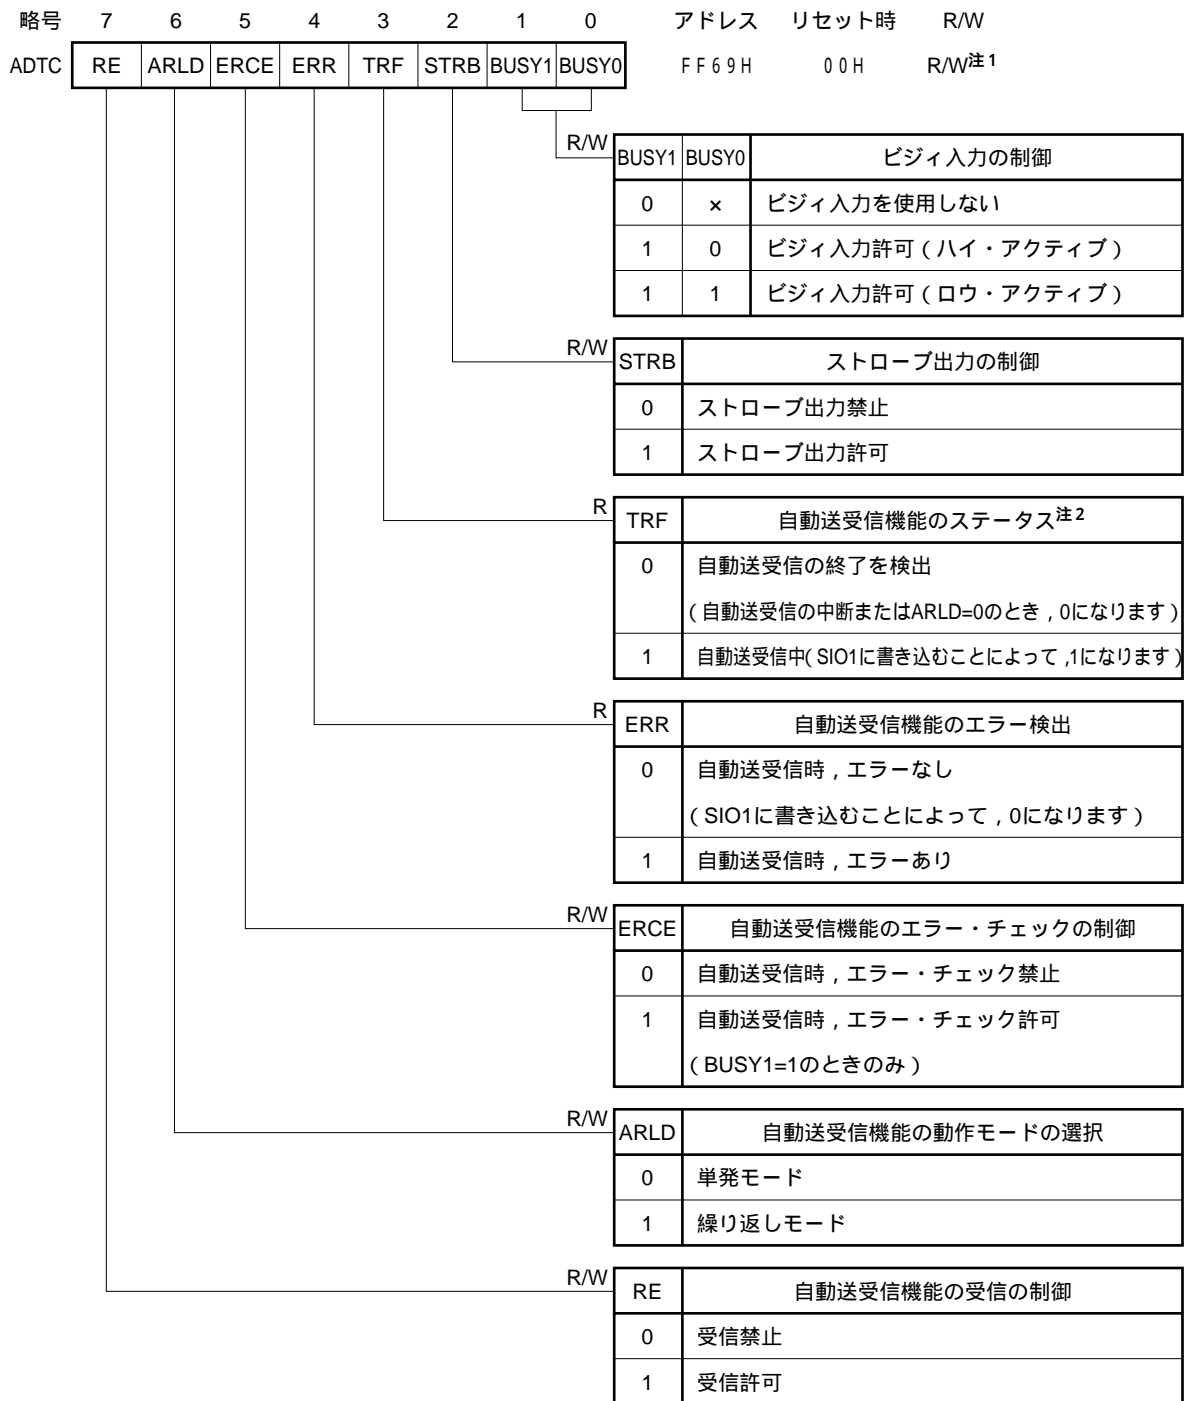 略号 7 6 5 4 3 2 1 0 アドレス リセット時 R/W
ADTC RE ARLD ERCE ERR TRF STRB BUSY1 BUSY0 FF69H 00H R/W注1
R/W BUSY1 BUSY0 ビジィ入力の制御
0 × ビジィ入力を使用しない
1 0 ビジィ入力許可（ハイ・アクティブ）
1 1 ビジィ入力許可（ロウ・アクティブ）
R/W STRB ストローブ出力の制御
0 ストローブ出力禁止
1 ストローブ出力許可
R TRF 自動送受信機能のステータス注2
0 自動送受信の終了を検出
（自動送受信の中断またはARLD=0のとき，0になります）
1 自動送受信中（SIO1に書き込むことによって，1になります）
R ERR 自動送受信機能のエラー検出
0 自動送受信時，エラーなし
（SIO1に書き込むことによって，0になります）
1 自動送受信時，エラーあり
R/W ERCE 自動送受信機能のエラー・チェックの制御
0 自動送受信時，エラー・チェック禁止
1 自動送受信時，エラー・チェック許可
（BUSY1=1のときのみ）
R/W ARLD 自動送受信機能の動作モードの選択
0 単発モード
1 繰り返しモード
R/W RE 自動送受信機能の受信の制御
0 受信禁止
1 受信許可